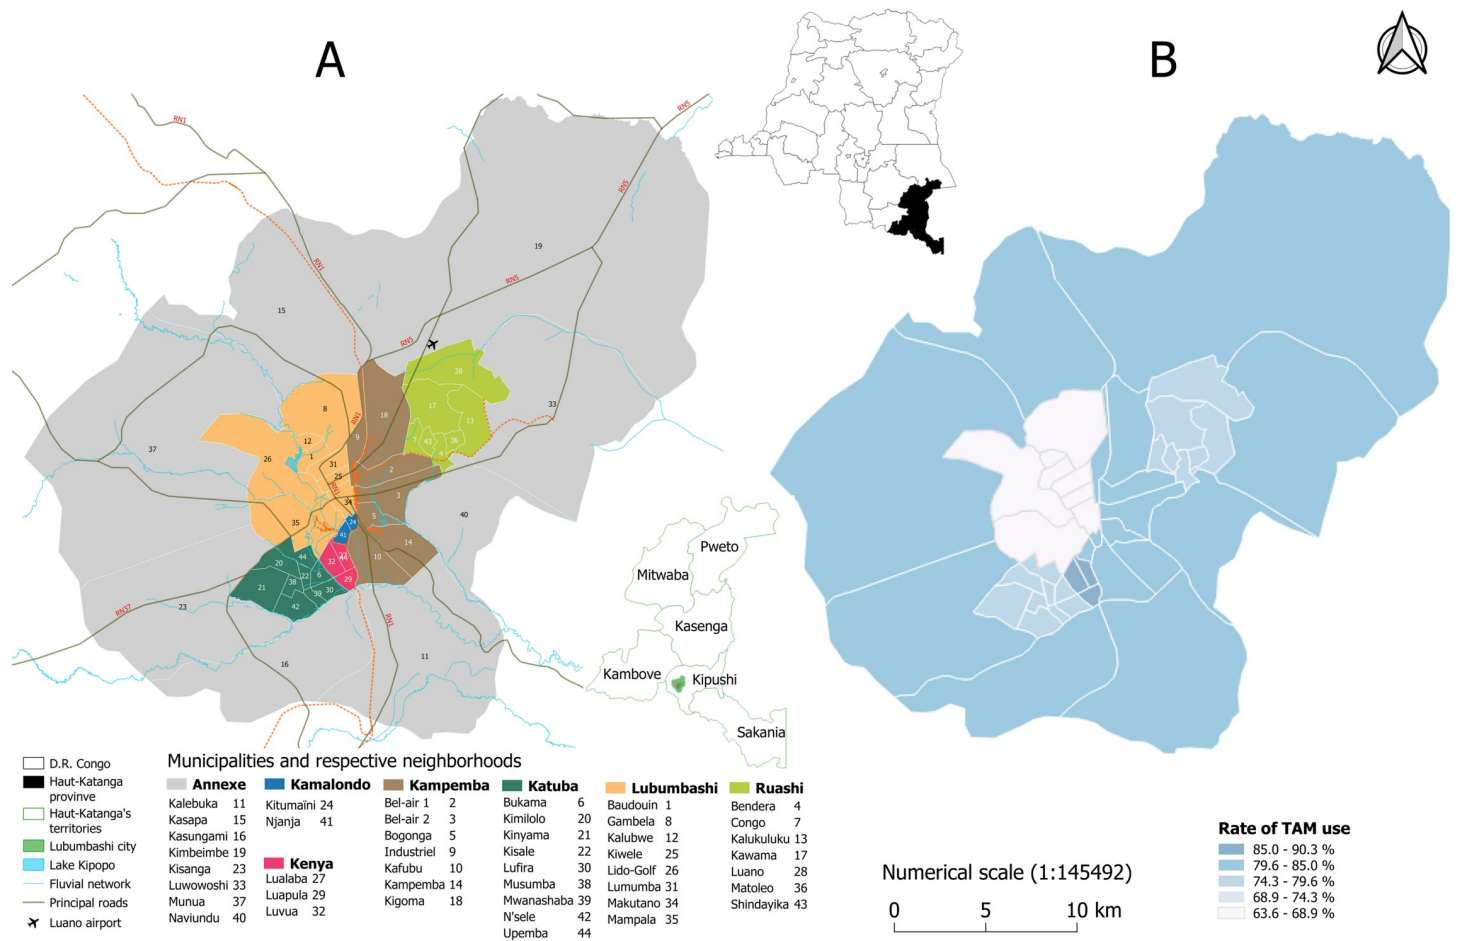 A
B
RN1
RN5
RN5
19
RN1
RN5
15
RN5
28
33
8
18
17
13
RN1
9
7
43
36
4
12
37
26
1
31
2
25
RN1
3
34
40
35
24
5
41
14
44
32
10
20
22
6
29
21
38
39
30
42
RN37
23
RN1
16
11
Pweto
Mitwaba
Kasenga
Kambove
Kipushi
Sakania
D.R. Congo
Haut-Katanga
provinve
Haut-Katanga's
territories
Lubumbashi city
Lake Kipopo
Fluvial network
Principal roads
Luano airport
Municipalities and respective neighborhoods
Annexe
Kalebuka 11
Kasapa 15
Kasungami 16
Kimbeimbe 19
Kisanga 23
Luwowoshi 33
Munua 37
Naviundu 40
Kamalondo
Kitumaïni 24
Njanja 41
Kenya
Lualaba 27
Luapula 29
Luvua 32
Kampemba
Bel-air 1 2
Bel-air 2 3
Bogonga 5
Industriel 9
Kafubu 10
Kampemba 14
Kigoma 18
Katuba
Bukama 6
Kimilolo 20
Kinyama 21
Kisale 22
Lufira 30
Musumba 38
Mwanashaba 39
N'sele 42
Upemba 44
Lubumbashi
Baudouin 1
Gambela 8
Kalubwe 12
Kiwele 25
Lido-Golf 26
Lumumba 31
Makutano 34
Mampala 35
Ruashi
Bendera 4
Congo 7
Kalukuluku 13
Kawama 17
Luano 28
Matoleo 36
Shindayika 43
Numerical scale (1:145492)
0 5 10 km
Rate of TAM use
85.0 - 90.3 %
79.6 - 85.0 %
74.3 - 79.6 %
68.9 - 74.3 %
63.6 - 68.9 %